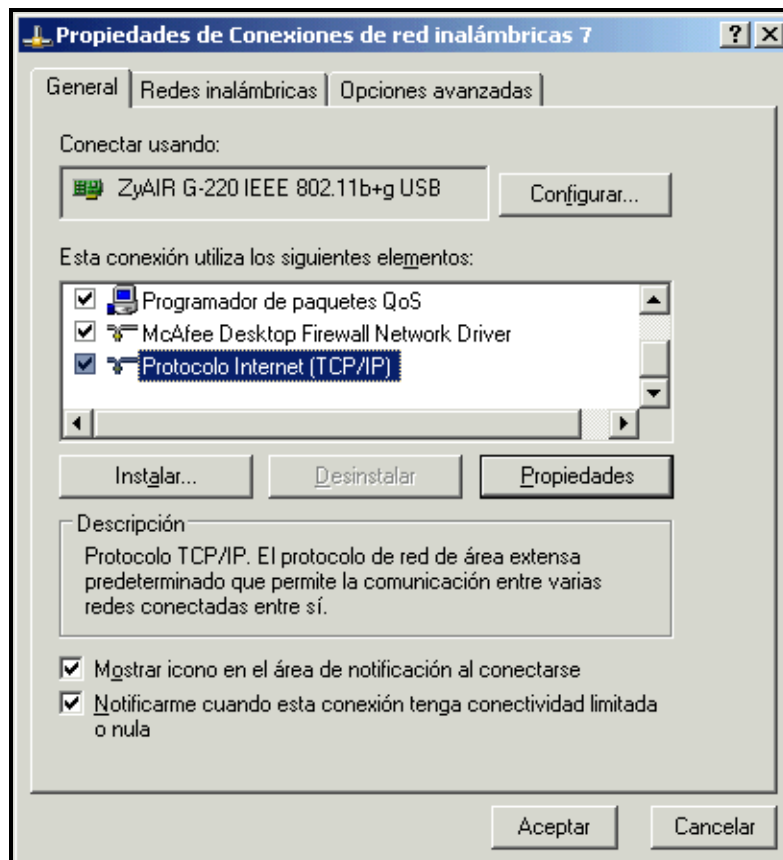 Propiedades de Conexiones de red inalámbricas 7
General
Redes inalámbricas
Opciones avanzadas
Conectar usando:
ZyAIR G-220 IEEE 802.11b+g USB
Configurar...
Esta conexión utiliza los siguientes elementos:
Programador de paquetes QoS
McAfee Desktop Firewall Network Driver
Protocolo Internet (TCP/IP)
Instalar...
Desinstalar
Propiedades
Descripción
Protocolo TCP/IP. El protocolo de red de área extensa
predeterminado que permite la comunicación entre varias
redes conectadas entre sí.
Mostrar icono en el área de notificación al conectarse
Notificarme cuando esta conexión tenga conectividad limitada
o nula
Aceptar
Cancelar